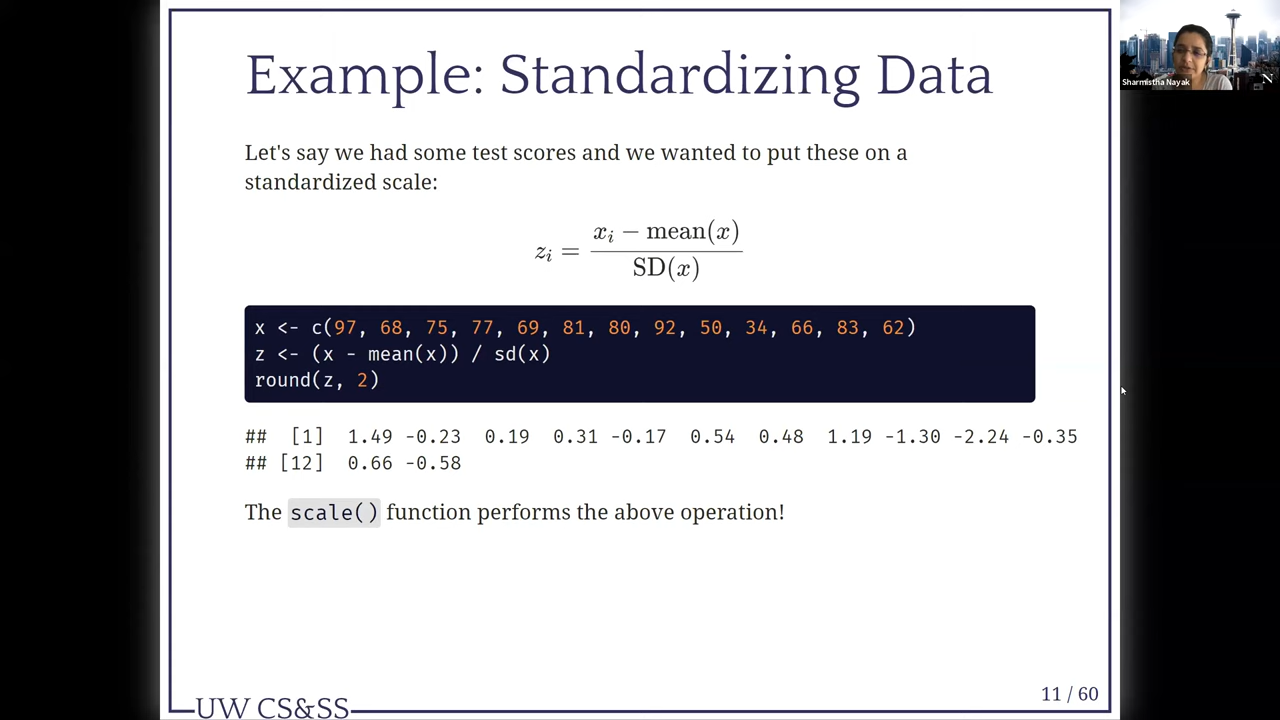 Example: Standardizing Data
Sharmistha Nayak
Let's say we had some test scores and we wanted to put these on a
standardized scale:
z_i = (x_i − mean(x)) / SD(x)
x <- c(97, 68, 75, 77, 69, 81, 80, 92, 50, 34, 66, 83, 62)
z <- (x - mean(x)) / sd(x)
round(z, 2)
##  [1]  1.49 -0.23  0.19  0.31 -0.17  0.54  0.48  1.19 -1.30 -2.24 -0.35
## [12]  0.66 -0.58
The scale() function performs the above operation!
UW CS&SS
11 / 60